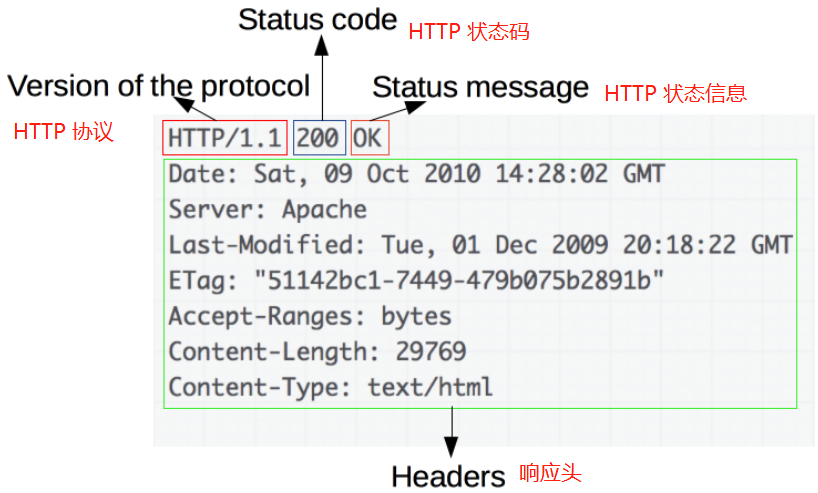 Status code HTTP 状态码
Version of the protocol
Status message HTTP 状态信息
HTTP 协议
HTTP/1.1 200 OK
Date: Sat, 09 Oct 2010 14:28:02 GMT
Server: Apache
Last-Modified: Tue, 01 Dec 2009 20:18:22 GMT
ETag: "51142bc1-7449-479b075b2891b"
Accept-Ranges: bytes
Content-Length: 29769
Content-Type: text/html
Headers 响应头